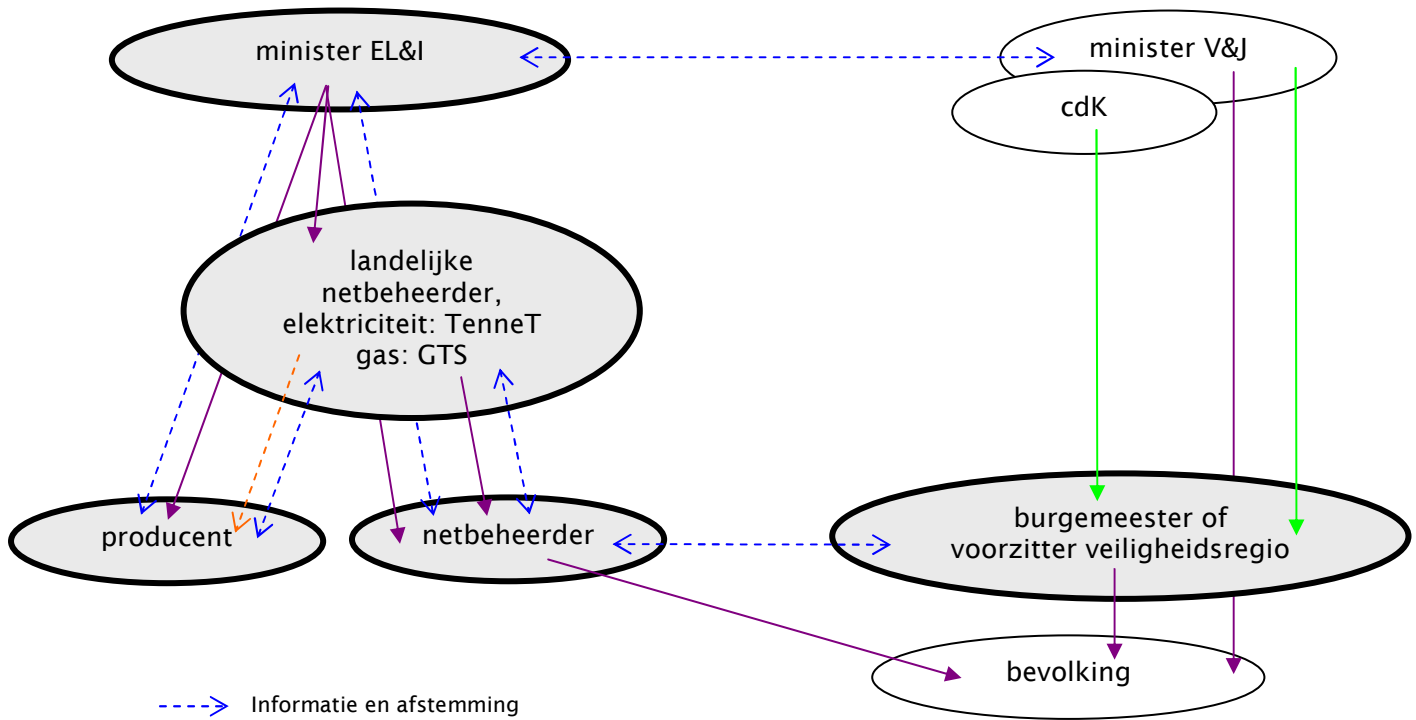 minister EL&I
minister V&J
cdK
landelijke
netbeheerder,
elektriciteit: TenneT
gas: GTS
producent
netbeheerder
burgemeester of
voorzitter veiligheidsregio
bevolking
Informatie en afstemming